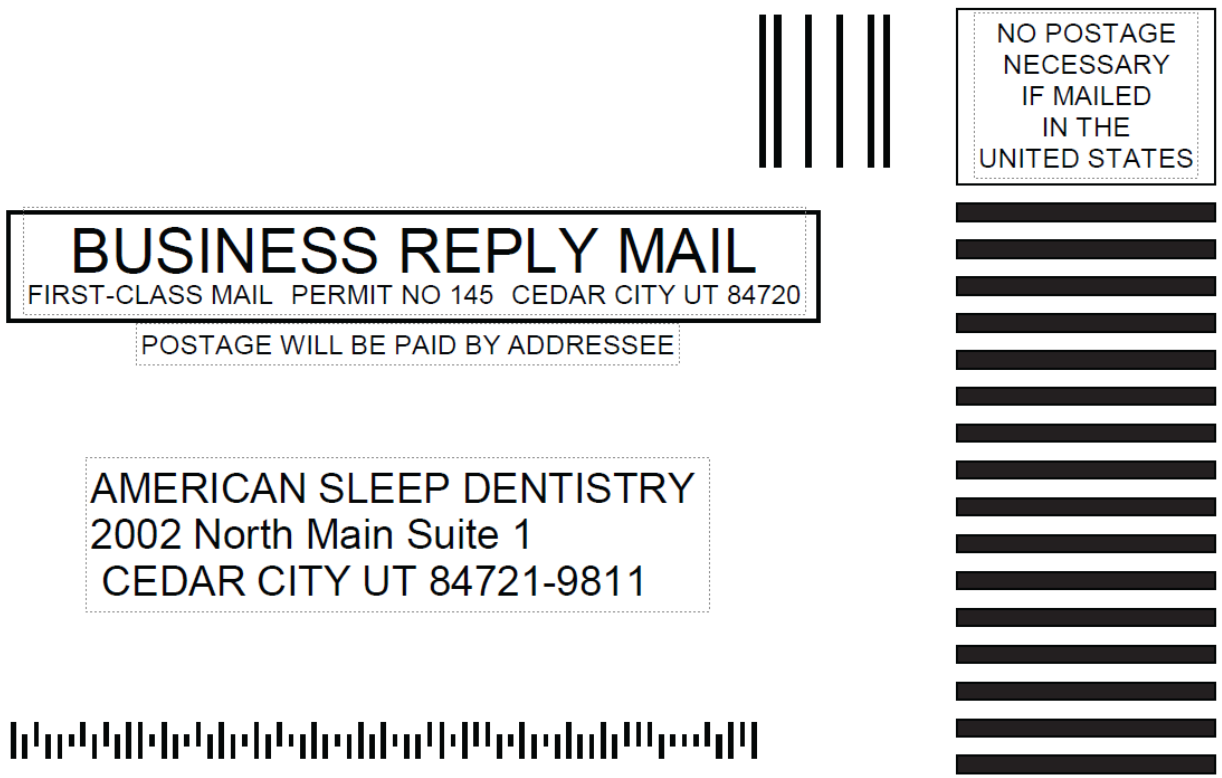 NO POSTAGE
NECESSARY
IF MAILED
IN THE
UNITED STATES
BUSINESS REPLY MAIL
FIRST-CLASS MAIL PERMIT NO 145 CEDAR CITY UT 84720
POSTAGE WILL BE PAID BY ADDRESSEE
AMERICAN SLEEP DENTISTRY
2002 North Main Suite 1
CEDAR CITY UT 84721-9811